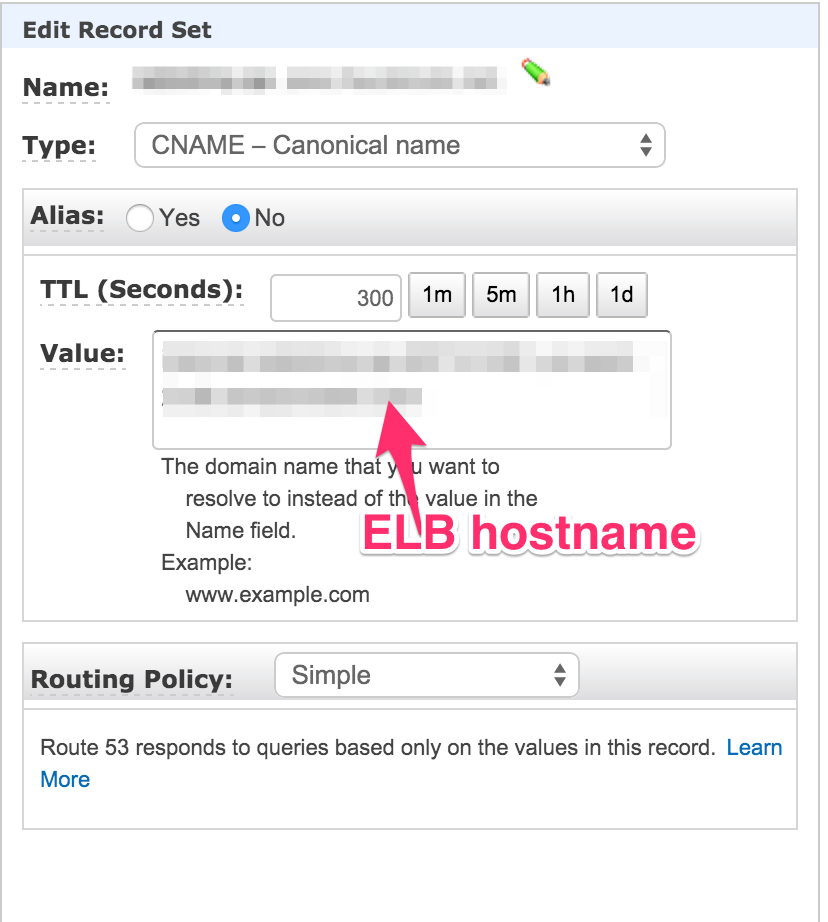 Edit Record Set
Name:
Type: CNAME – Canonical name
Alias: Yes No
TTL (Seconds): 300 1m 5m 1h 1d
Value:
The domain name that you want to
resolve to instead of the value in the
Name field.
ELB hostname
Example:
www.example.com
Routing Policy: Simple
Route 53 responds to queries based only on the values in this record. Learn
More